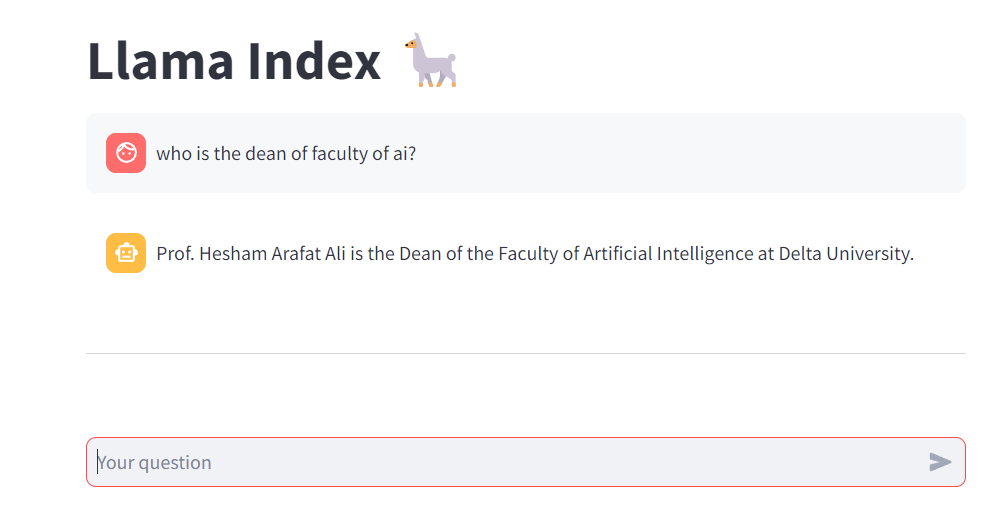 Llama Index
who is the dean of faculty of ai?
Prof. Hesham Arafat Ali is the Dean of the Faculty of Artificial Intelligence at Delta University.
Your question